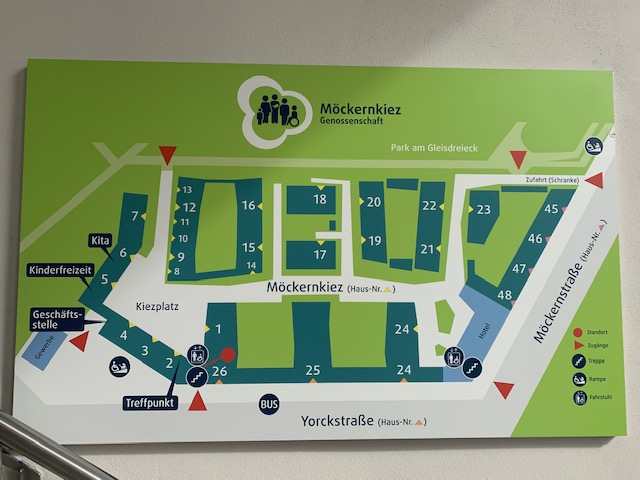 Möckernkiez
Genossenschaft
Park am Gleisdreieck
Zufahrt (Schranke)
13
12
11
10
9
8
16
15
14
18
17
20
19
22
21
23
45
46
47
48
7
Kita
6
Kinderfreizeit
5
Geschäfts-
stelle
Kiezplatz
Möckernkiez (Haus-Nr.)
Möckernstraße (Haus-Nr.)
Gewerbe
4
3
2
1
24
Hotel
Treffpunkt
26
25
24
BUS
Yorckstraße (Haus-Nr.)
Standort
Zugänge
Treppe
Rampe
Fahrstuhl